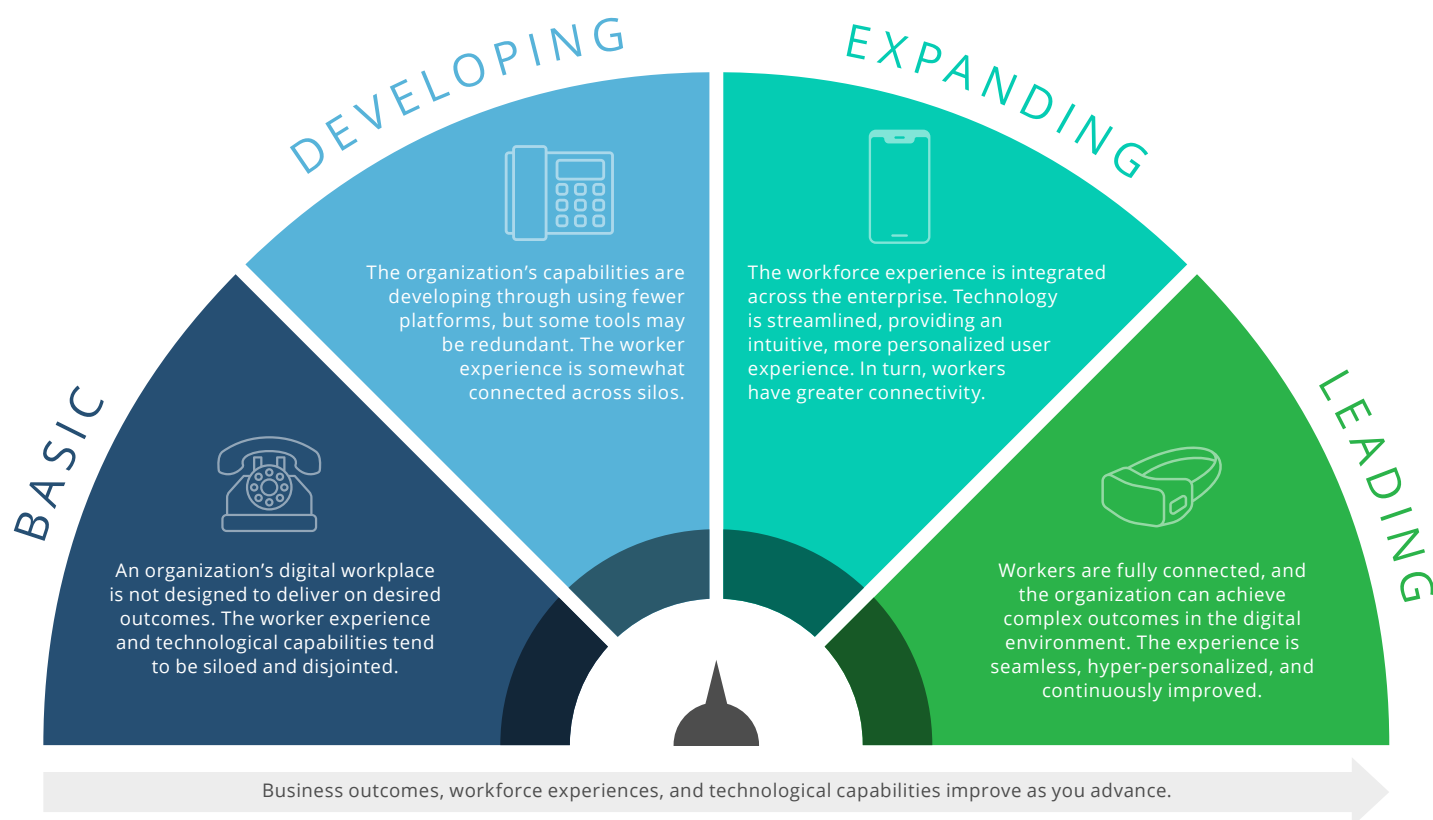 BASIC
An organization’s digital workplace
is not designed to deliver on desired
outcomes. The worker experience
and technological capabilities tend
to be siloed and disjointed.
DEVELOPING
The organization’s capabilities are
developing through using fewer
platforms, but some tools may
be redundant. The worker
experience is somewhat
connected across silos.
EXPANDING
The workforce experience is integrated
across the enterprise. Technology
is streamlined, providing an
intuitive, more personalized user
experience. In turn, workers
have greater connectivity.
LEADING
Workers are fully connected, and
the organization can achieve
complex outcomes in the digital
environment. The experience is
seamless, hyper-personalized, and
continuously improved.
Business outcomes, workforce experiences, and technological capabilities improve as you advance.